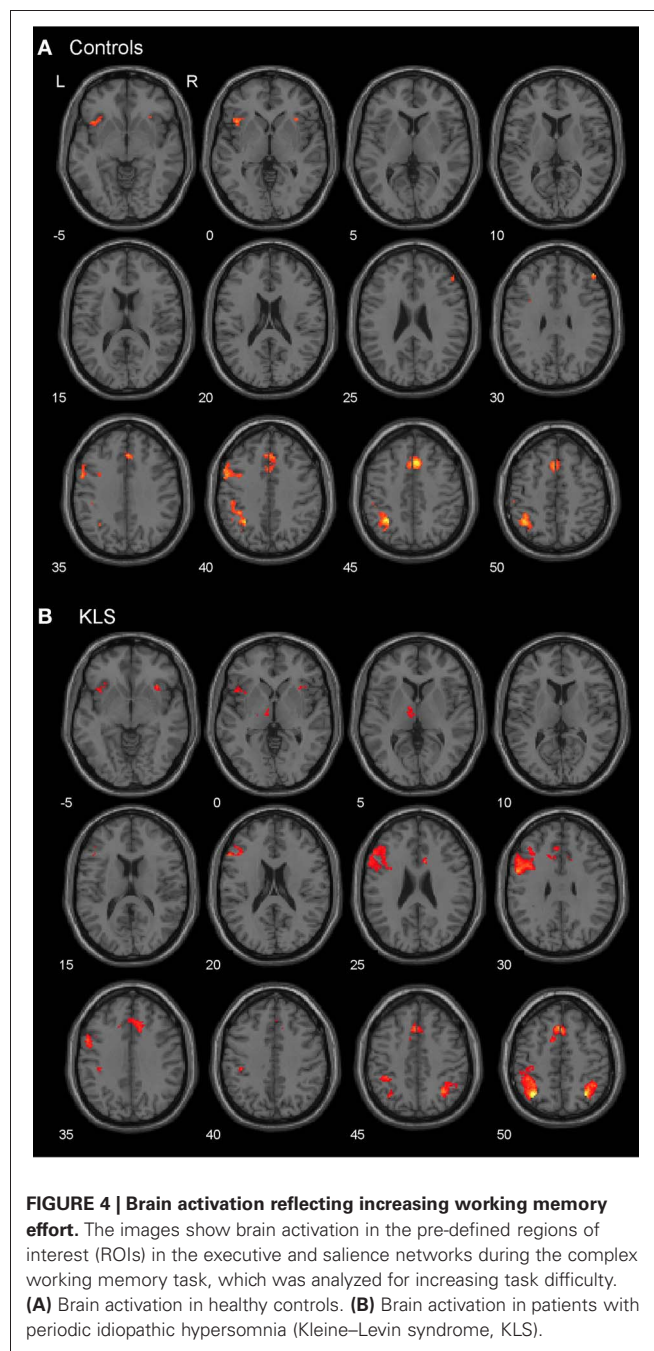 A Controls
L R
-5 0 5 10
15 20 25 30
35 40 45 50
B KLS
-5 0 5 10
15 20 25 30
35 40 45 50
FIGURE 4 | Brain activation reflecting increasing working memory
effort. The images show brain activation in the pre-defined regions of
interest (ROIs) in the executive and salience networks during the complex
working memory task, which was analyzed for increasing task difficulty.
(A) Brain activation in healthy controls. (B) Brain activation in patients with
periodic idiopathic hypersomnia (Kleine–Levin syndrome, KLS).